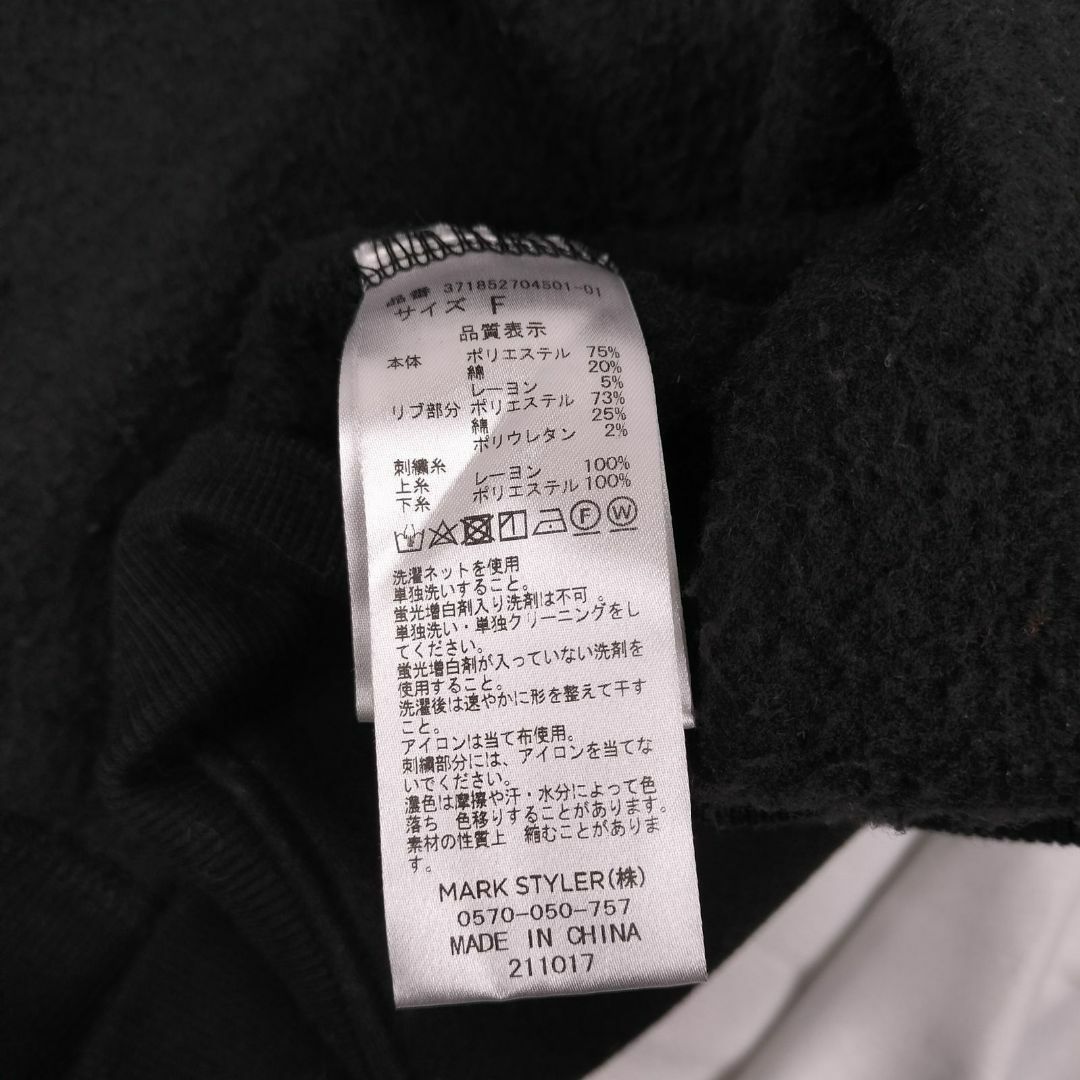 品番 371852704501-01
サイズ F
品質表示
本体 ポリエステル 75%
綿 20%
レーヨン 5%
リブ部分 ポリエステル 73%
綿 25%
ポリウレタン 2%
刺繍糸
上糸 レーヨン 100%
下糸 ポリエステル 100%
F W
洗濯ネットを使用
単独洗いすること。
蛍光増白剤入り洗剤は不可。
単独洗い・単独クリーニングをし
てください。
蛍光増白剤が入っていない洗剤を
使用すること。
洗濯後は速やかに形を整えて干す
こと。
アイロンは当て布使用。
刺繍部分には、アイロンを当てな
いでください。
濃色は摩擦や汗・水分によって色
落ち 色移りすることがあります。
素材の性質上 縮むことがありま
す。
MARK STYLER(株)
0570-050-757
MADE IN CHINA
211017